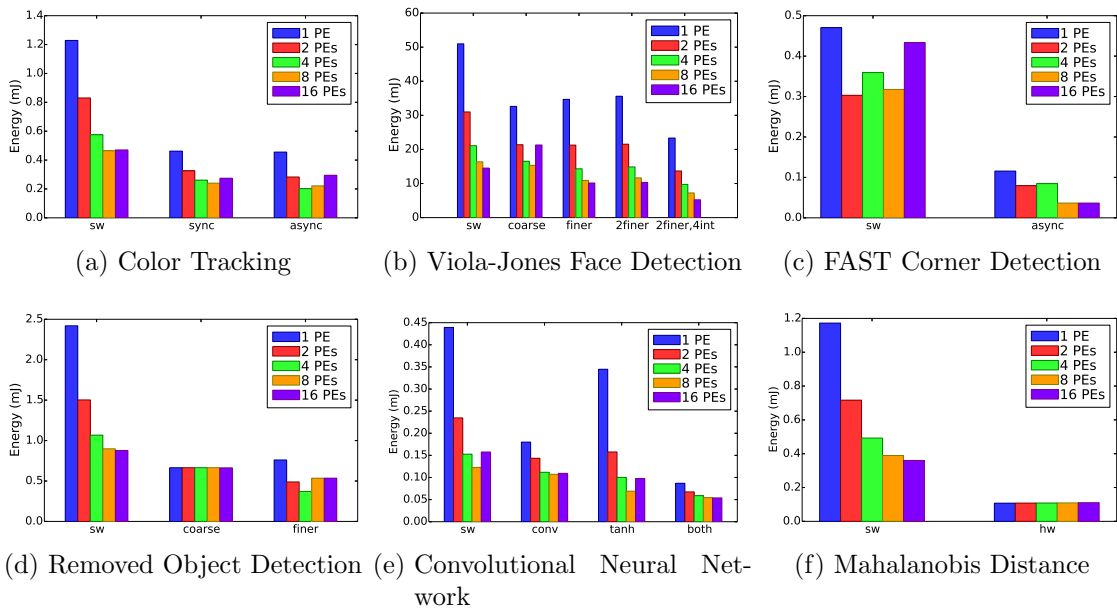 1.4
1.2
1.0
0.8
0.6
0.4
0.2
0.0
Energy (mJ)
1 PE
2 PEs
4 PEs
8 PEs
16 PEs
sw sync async
(a) Color Tracking
60
50
40
30
20
10
0
Energy (mJ)
1 PE
2 PEs
4 PEs
8 PEs
16 PEs
sw coarse finer 2finer 2finer,4int
(b) Viola-Jones Face Detection
0.5
0.4
0.3
0.2
0.1
0.0
Energy (mJ)
1 PE
2 PEs
4 PEs
8 PEs
16 PEs
sw async
(c) FAST Corner Detection
2.5
2.0
1.5
1.0
0.5
0.0
Energy (mJ)
1 PE
2 PEs
4 PEs
8 PEs
16 PEs
sw coarse finer
(d) Removed Object Detection
0.45
0.40
0.35
0.30
0.25
0.20
0.15
0.10
0.05
0.00
Energy (mJ)
1 PE
2 PEs
4 PEs
8 PEs
16 PEs
sw conv tanh both
(e) Convolutional Neural Net-
work
1.2
1.0
0.8
0.6
0.4
0.2
0.0
Energy (mJ)
1 PE
2 PEs
4 PEs
8 PEs
16 PEs
sw hw
(f) Mahalanobis Distance